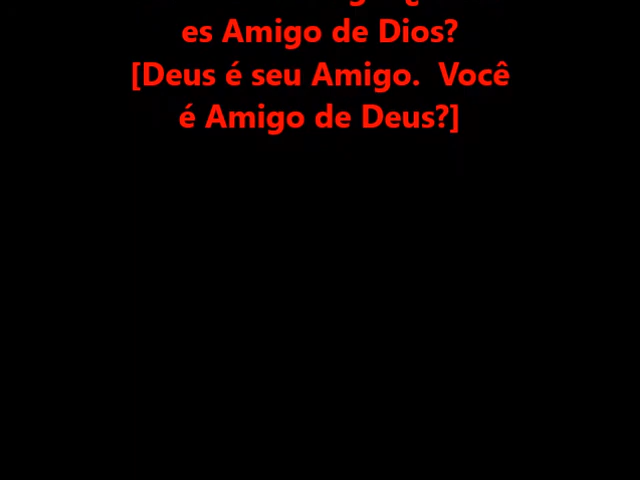 es Amigo de Dios?
[Deus é seu Amigo.  Você
é Amigo de Deus?]